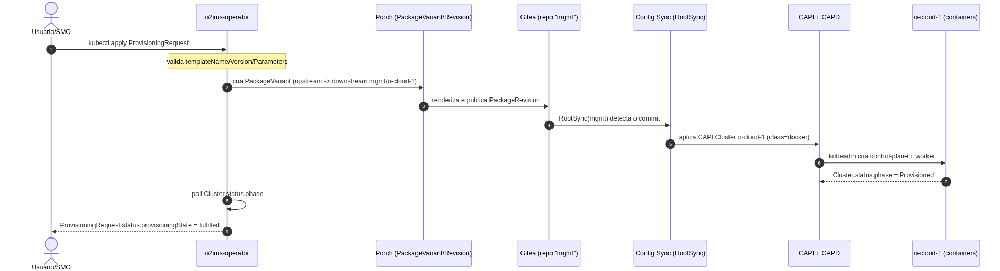 o2ims-operator
Porch (PackageVariant/Revision)
Gitea (repo "mgmt")
Config Sync (RootSync)
CAPI + CAPD
o-cloud-1 (containers)
Usuario/SMO
kubectl apply ProvisioningRequest
1
valida templateName/Version/Parameters
cria PackageVariant (upstream -> downstream mgmt/o-cloud-1)
2
renderiza e publica PackageRevision
3
RootSync(mgmt) detecta o commit
4
aplica CAPI Cluster o-cloud-1 (class=docker)
5
kubeadm cria control-plane + worker
6
Cluster.status.phase = Provisioned
7
poll Cluster.status.phase
8
ProvisioningRequest.status.provisioningState = fulfilled
9
o2ims-operator
Porch (PackageVariant/Revision)
Gitea (repo "mgmt")
Config Sync (RootSync)
CAPI + CAPD
o-cloud-1 (containers)
Usuario/SMO